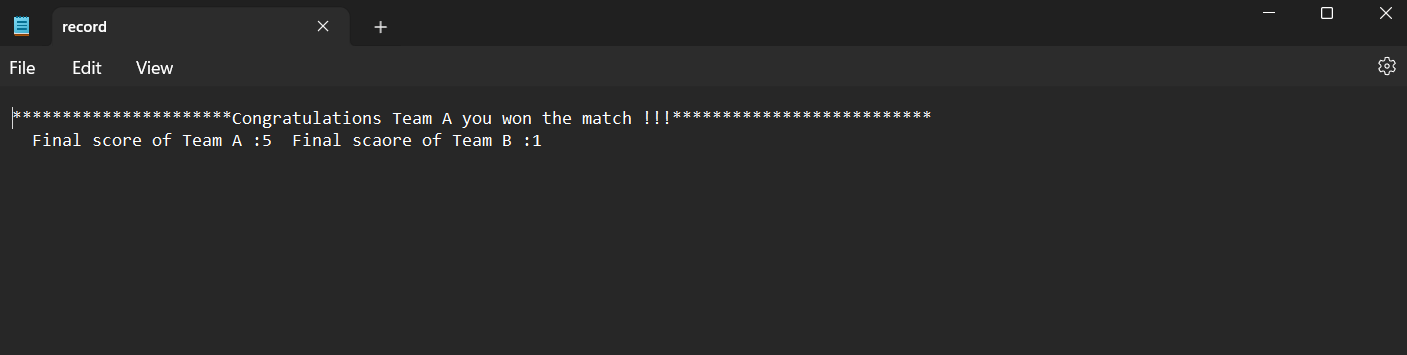 record
File Edit View
**********************Congratulations Team A you won the match !!!**************************
  Final score of Team A :5  Final scaore of Team B :1